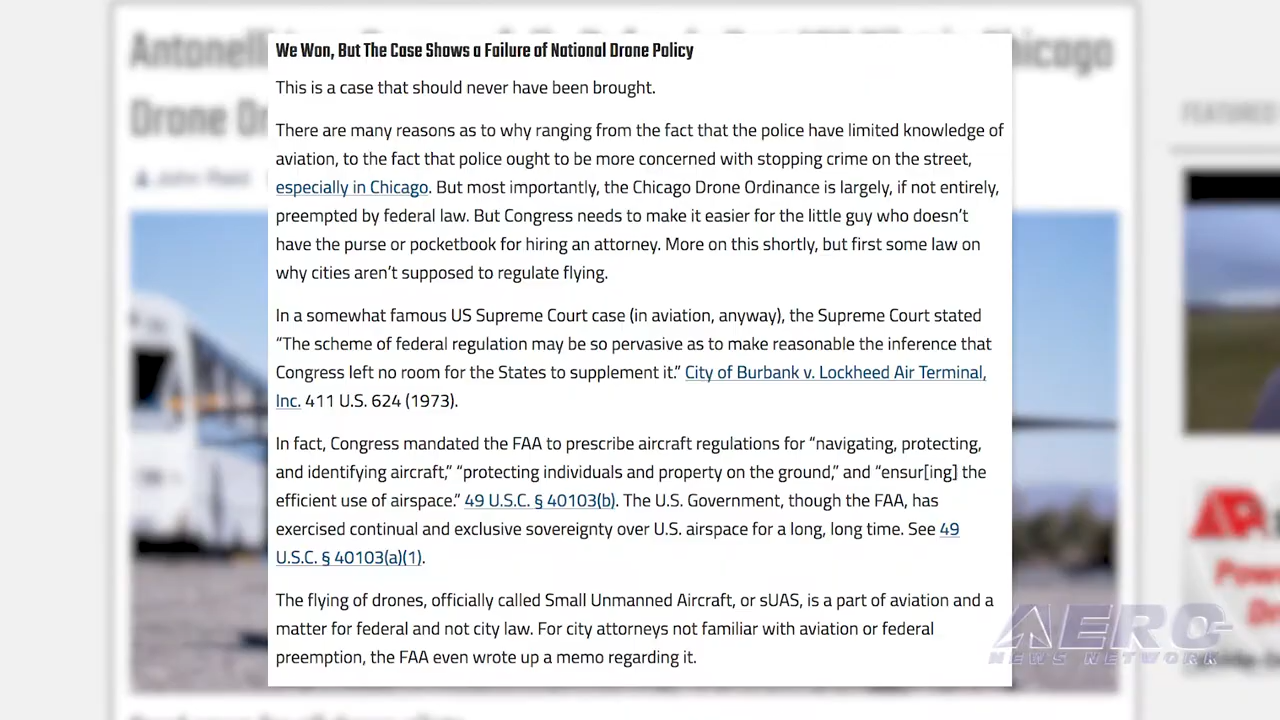 We Won, But The Case Shows a Failure of National Drone Policy
This is a case that should never have been brought.
There are many reasons as to why ranging from the fact that the police have limited knowledge of
aviation, to the fact that police ought to be more concerned with stopping crime on the street,
especially in Chicago. But most importantly, the Chicago Drone Ordinance is largely, if not entirely,
preempted by federal law. But Congress needs to make it easier for the little guy who doesn’t
have the purse or pocketbook for hiring an attorney. More on this shortly, but first some law on
why cities aren’t supposed to regulate flying.
In a somewhat famous US Supreme Court case (in aviation, anyway), the Supreme Court stated
“The scheme of federal regulation may be so pervasive as to make reasonable the inference that
Congress left no room for the States to supplement it.” City of Burbank v. Lockheed Air Terminal,
Inc. 411 U.S. 624 (1973).
In fact, Congress mandated the FAA to prescribe aircraft regulations for “navigating, protecting,
and identifying aircraft,” “protecting individuals and property on the ground,” and “ensur[ing] the
efficient use of airspace.” 49 U.S.C. § 40103(b). The U.S. Government, though the FAA, has
exercised continual and exclusive sovereignty over U.S. airspace for a long, long time. See 49
U.S.C. § 40103(a)(1).
The flying of drones, officially called Small Unmanned Aircraft, or sUAS, is a part of aviation and a
matter for federal and not city law. For city attorneys not familiar with aviation or federal
preemption, the FAA even wrote up a memo regarding it.
Antonelli
Chicago
Drone Or
John Reid
FEATURED
AERO
NEWS NETWORK